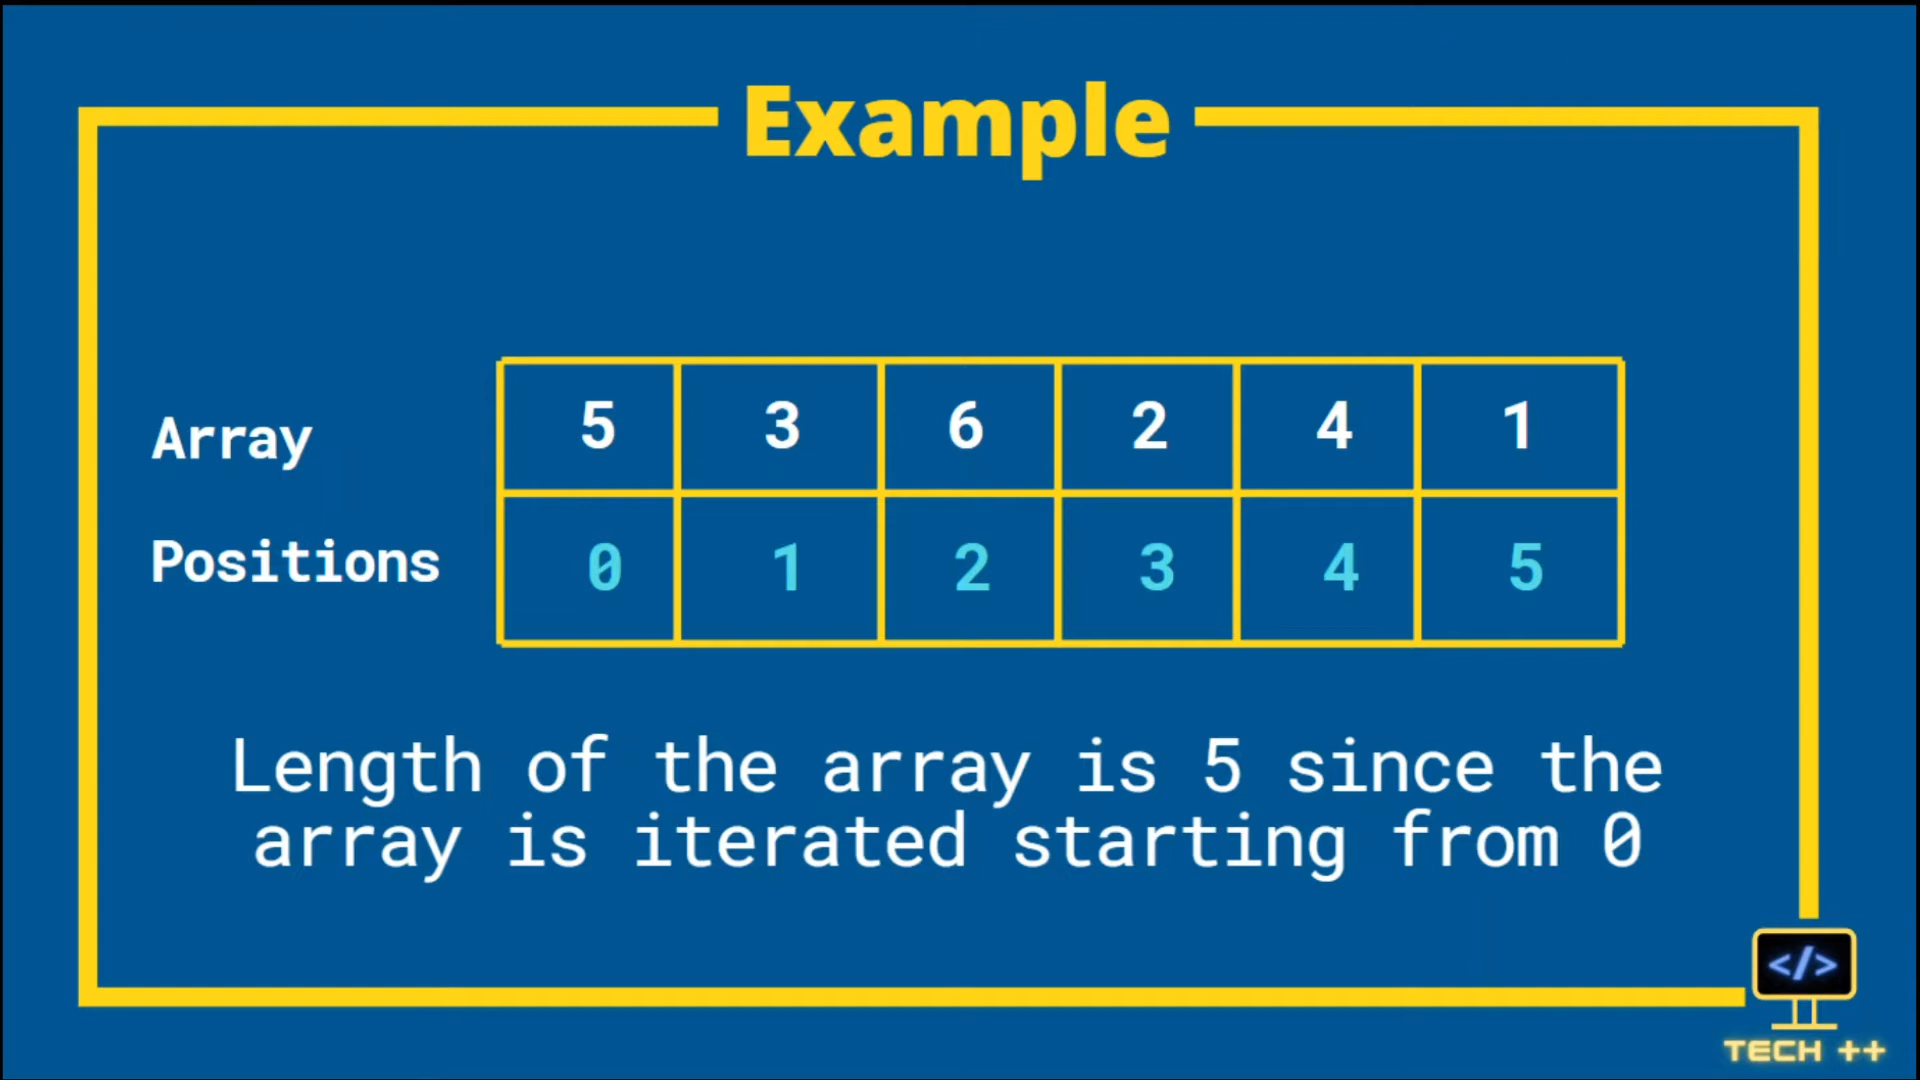 Example
Array 5 3 6 2 4 1
Positions 0 1 2 3 4 5
Length of the array is 5 since the
array is iterated starting from 0
</>
TECH ++